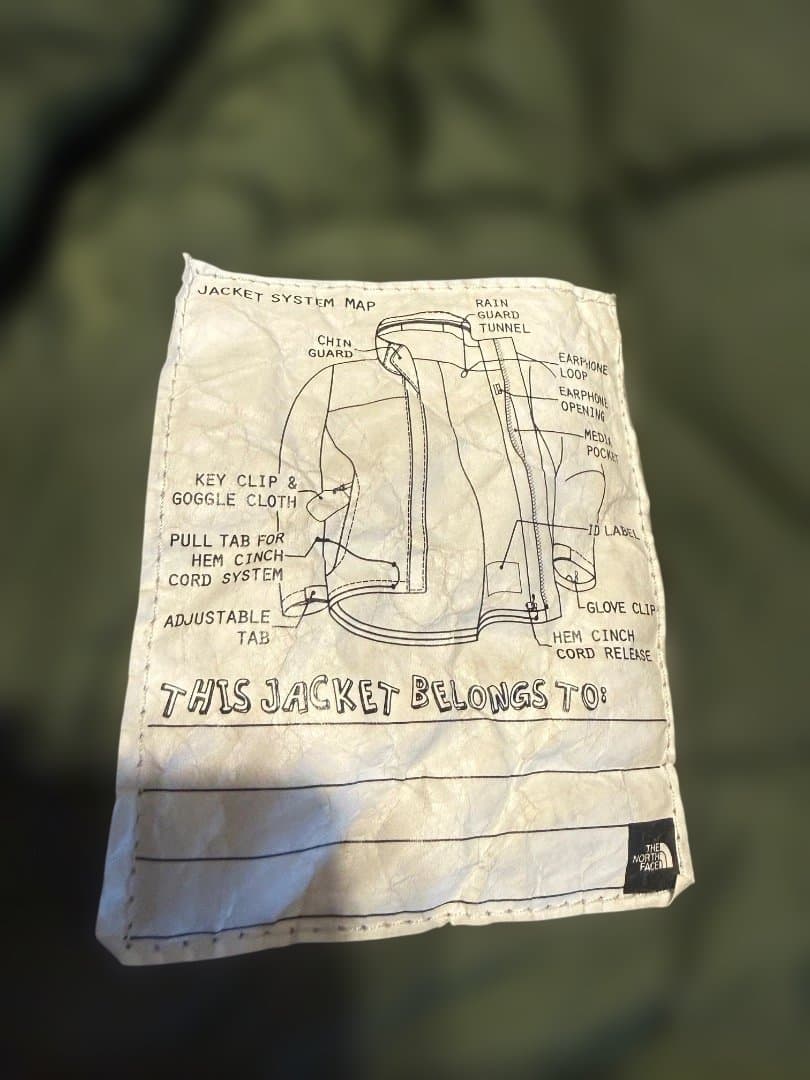 JACKET SYSTEM MAP
RAIN
GUARD
TUNNEL
CHIN
GUARD
EARPHONE
LOOP
EARPHONE
OPENING
MEDIA
POCKET
KEY CLIP &
GOGGLE CLOTH
PULL TAB FOR
HEM CINCH
CORD SYSTEM
ID LABEL
ADJUSTABLE
TAB
GLOVE CLIP
HEM CINCH
CORD RELEASE
THIS JACKET BELONGS TO:
THE
NORTH
FACE